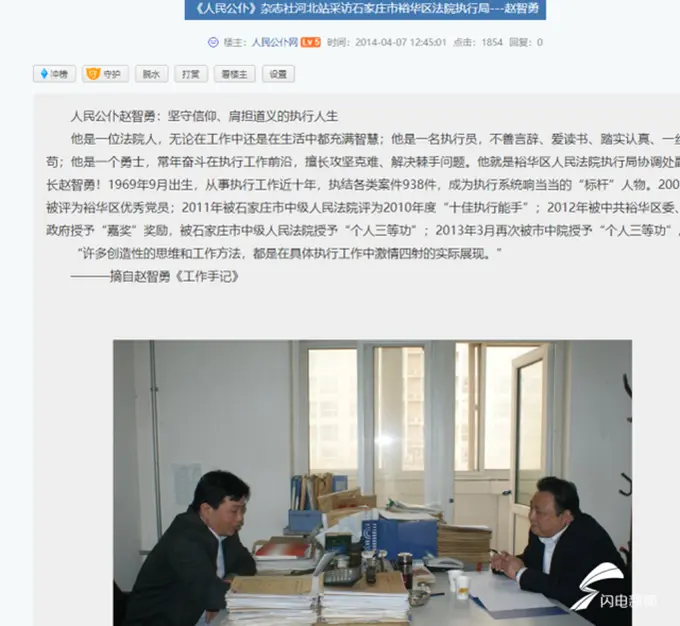 《人民公仆》杂志社河北站采访石家庄市裕华区法院执行局---赵智勇
楼主：人民公仆网 Lv 5 时间：2014-04-07 12:45:01 点击：1854 回复：0
冲榜 守护 脱水 打赏 看楼主 设置
人民公仆赵智勇：坚守信仰、肩担道义的执行人生
他是一位法院人，无论在工作中还是在生活中都充满智慧；他是一名执行员，不善言辞、爱读书、踏实认真、一丝
苟；他是一个勇士，常年奋斗在执行工作前沿，擅长攻坚克难、解决棘手问题。他就是裕华区人民法院执行局协调处副
长赵智勇！1969年9月出生，从事执行工作近十年，执结各类案件938件，成为执行系统响当当的“标杆”人物。200
被评为裕华区优秀党员；2011年被石家庄市中级人民法院评为2010年度“十佳执行能手”；2012年被中共裕华区委、
政府授予“嘉奖”奖励，被石家庄市中级人民法院授予“个人三等功”；2013年3月再次被市中院授予“个人三等功”。
“许多创造性的思维和工作方法，都是在具体执行工作中激情四射的实际展现。”
————摘自赵智勇《工作手记》
闪电新闻